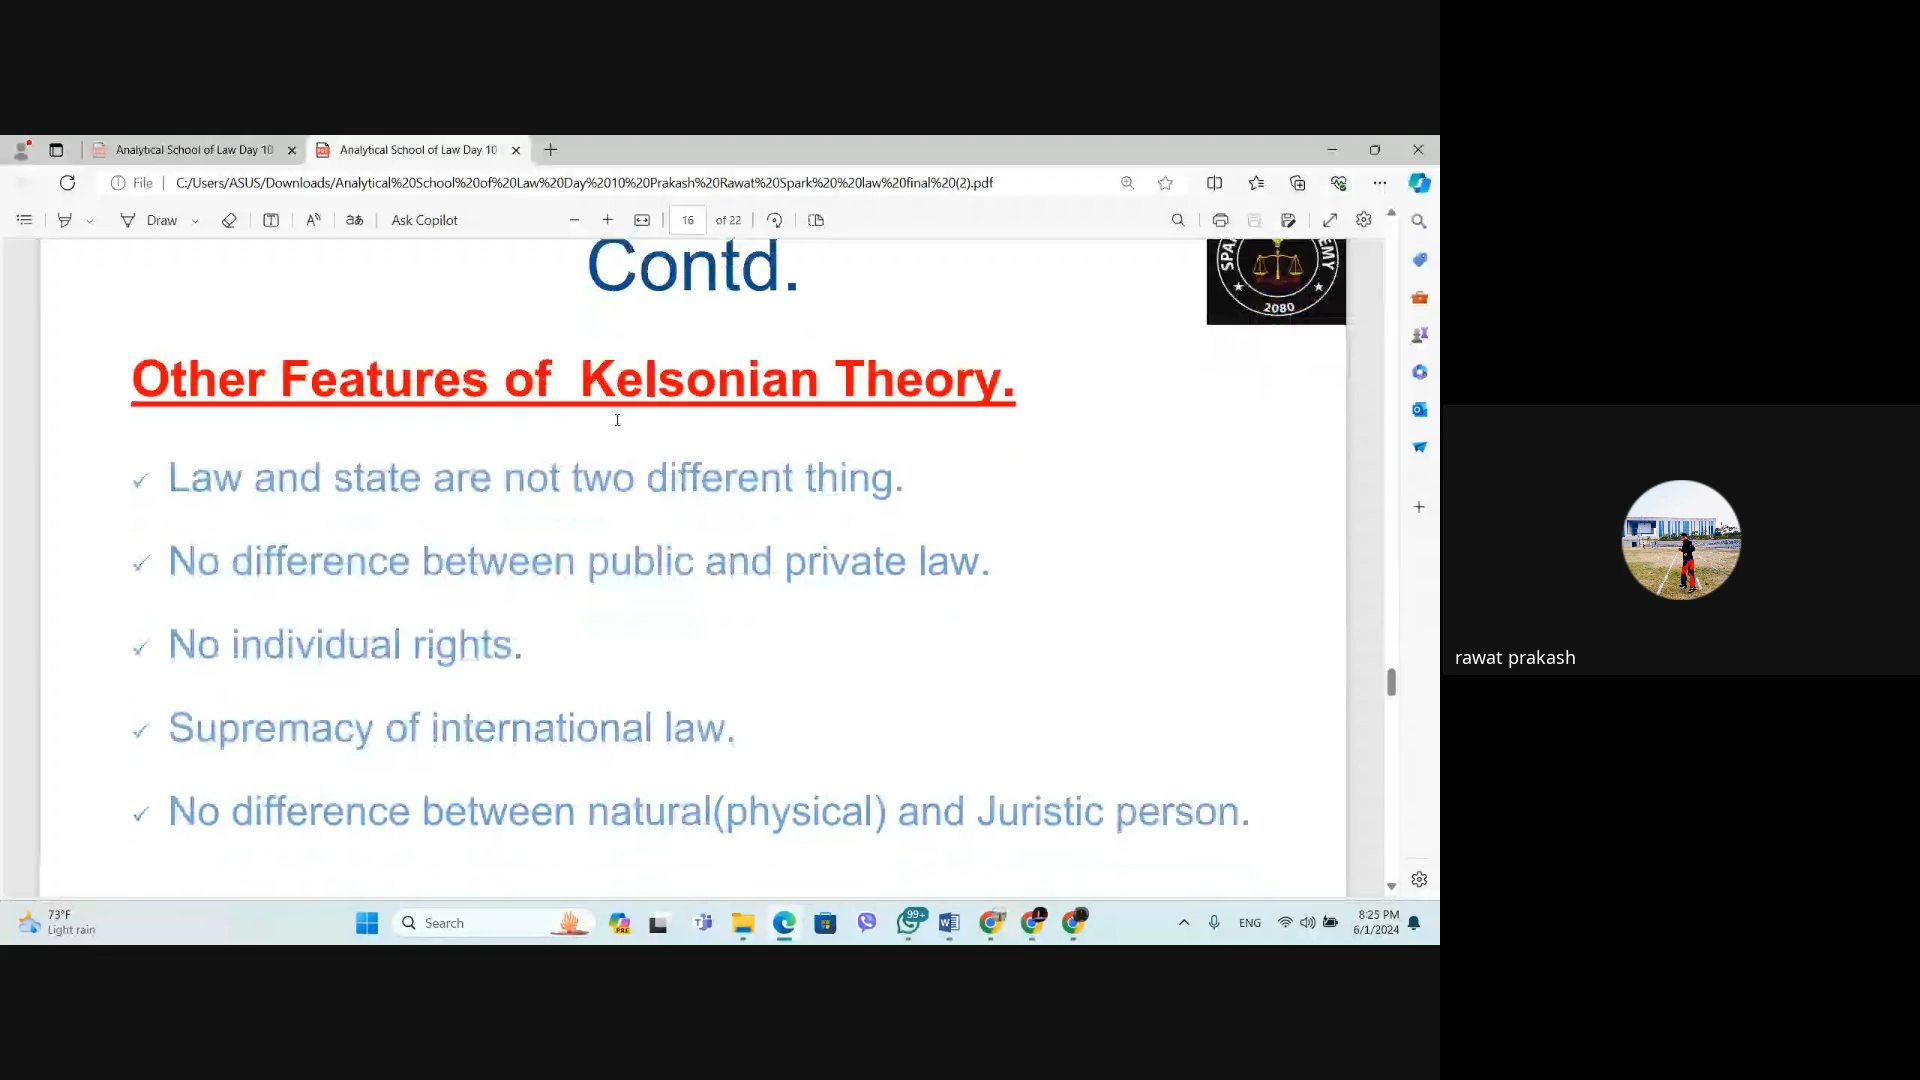 Analytical School of Law Day 10
Analytical School of Law Day 10
File
C:/Users/ASUS/Downloads/Analytical%20School%20of%20Law%20Day%2010%20Prakash%20Rawat%20Spark%20%20law%20final%20(2).pdf
Draw
Ask Copilot
16
of 22
Contd.
2080
Other Features of Kelsonian Theory.
Law and state are not two different thing.
No difference between public and private law.
No individual rights.
Supremacy of international law.
No difference between natural(physical) and Juristic person.
rawat prakash
73°F
Light rain
Search
PRE
99+
ENG
8:25 PM
6/1/2024